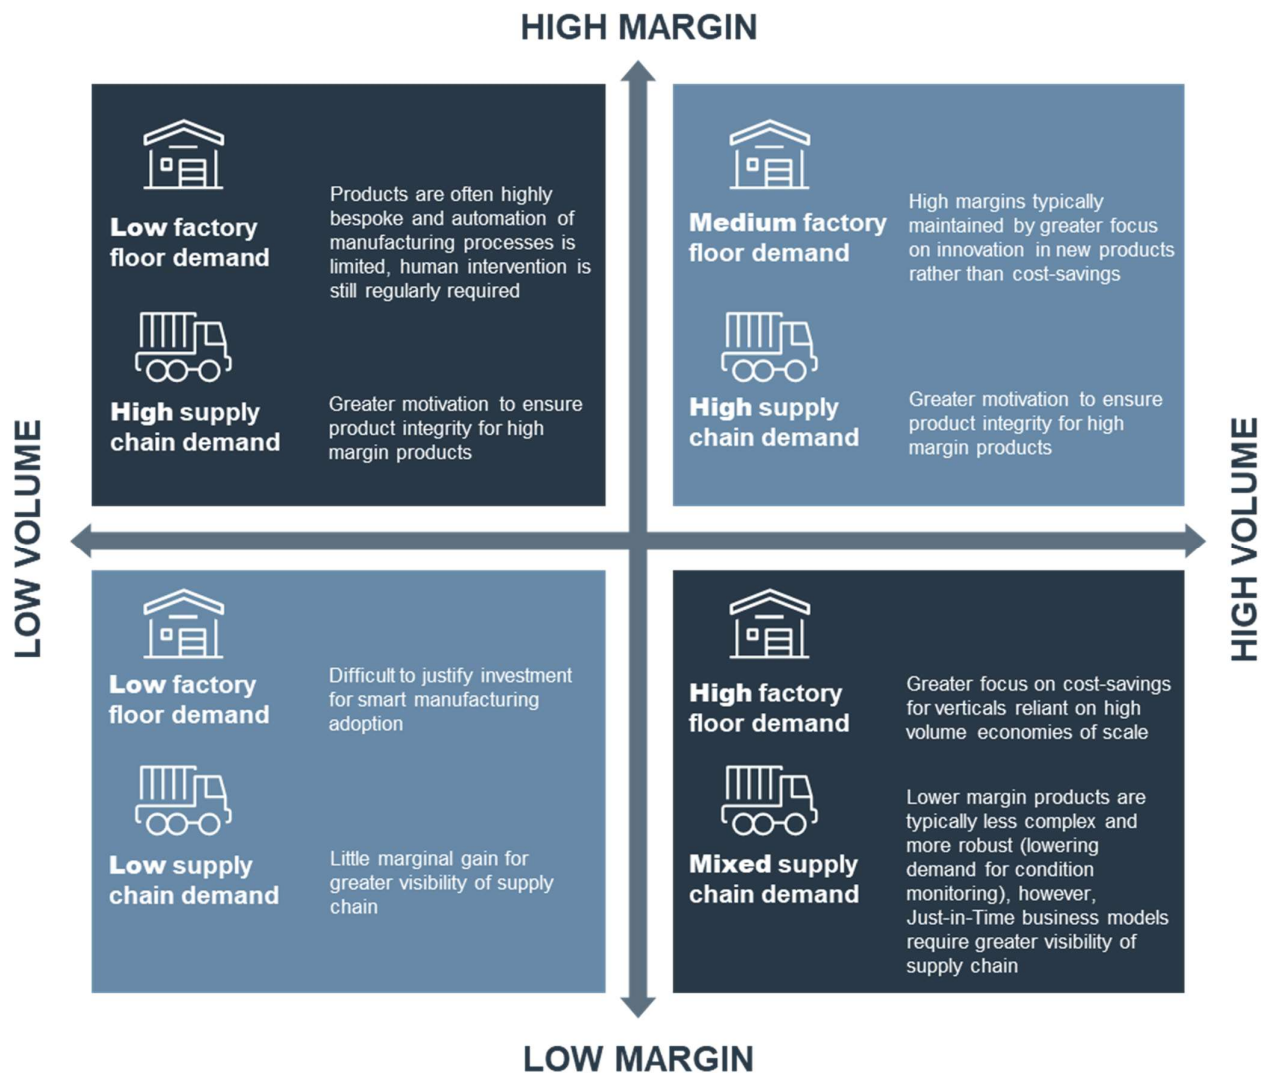 HIGH MARGIN
Low factory
floor demand
Products are often highly
bespoke and automation of
manufacturing processes is
limited, human intervention is
still regularly required
High supply
chain demand
Greater motivation to ensure
product integrity for high
margin products
Medium factory
floor demand
High margins typically
maintained by greater focus
on innovation in new products
rather than cost-savings
High supply
chain demand
Greater motivation to ensure
product integrity for high
margin products
LOW VOLUME
HIGH VOLUME
Low factory
floor demand
Difficult to justify investment
for smart manufacturing
adoption
Low supply
chain demand
Little marginal gain for
greater visibility of supply
chain
High factory
floor demand
Greater focus on cost-savings
for verticals reliant on high
volume economies of scale
Mixed supply
chain demand
Lower margin products are
typically less complex and
more robust (lowering
demand for condition
monitoring), however,
Just-in-Time business models
require greater visibility of
supply chain
LOW MARGIN